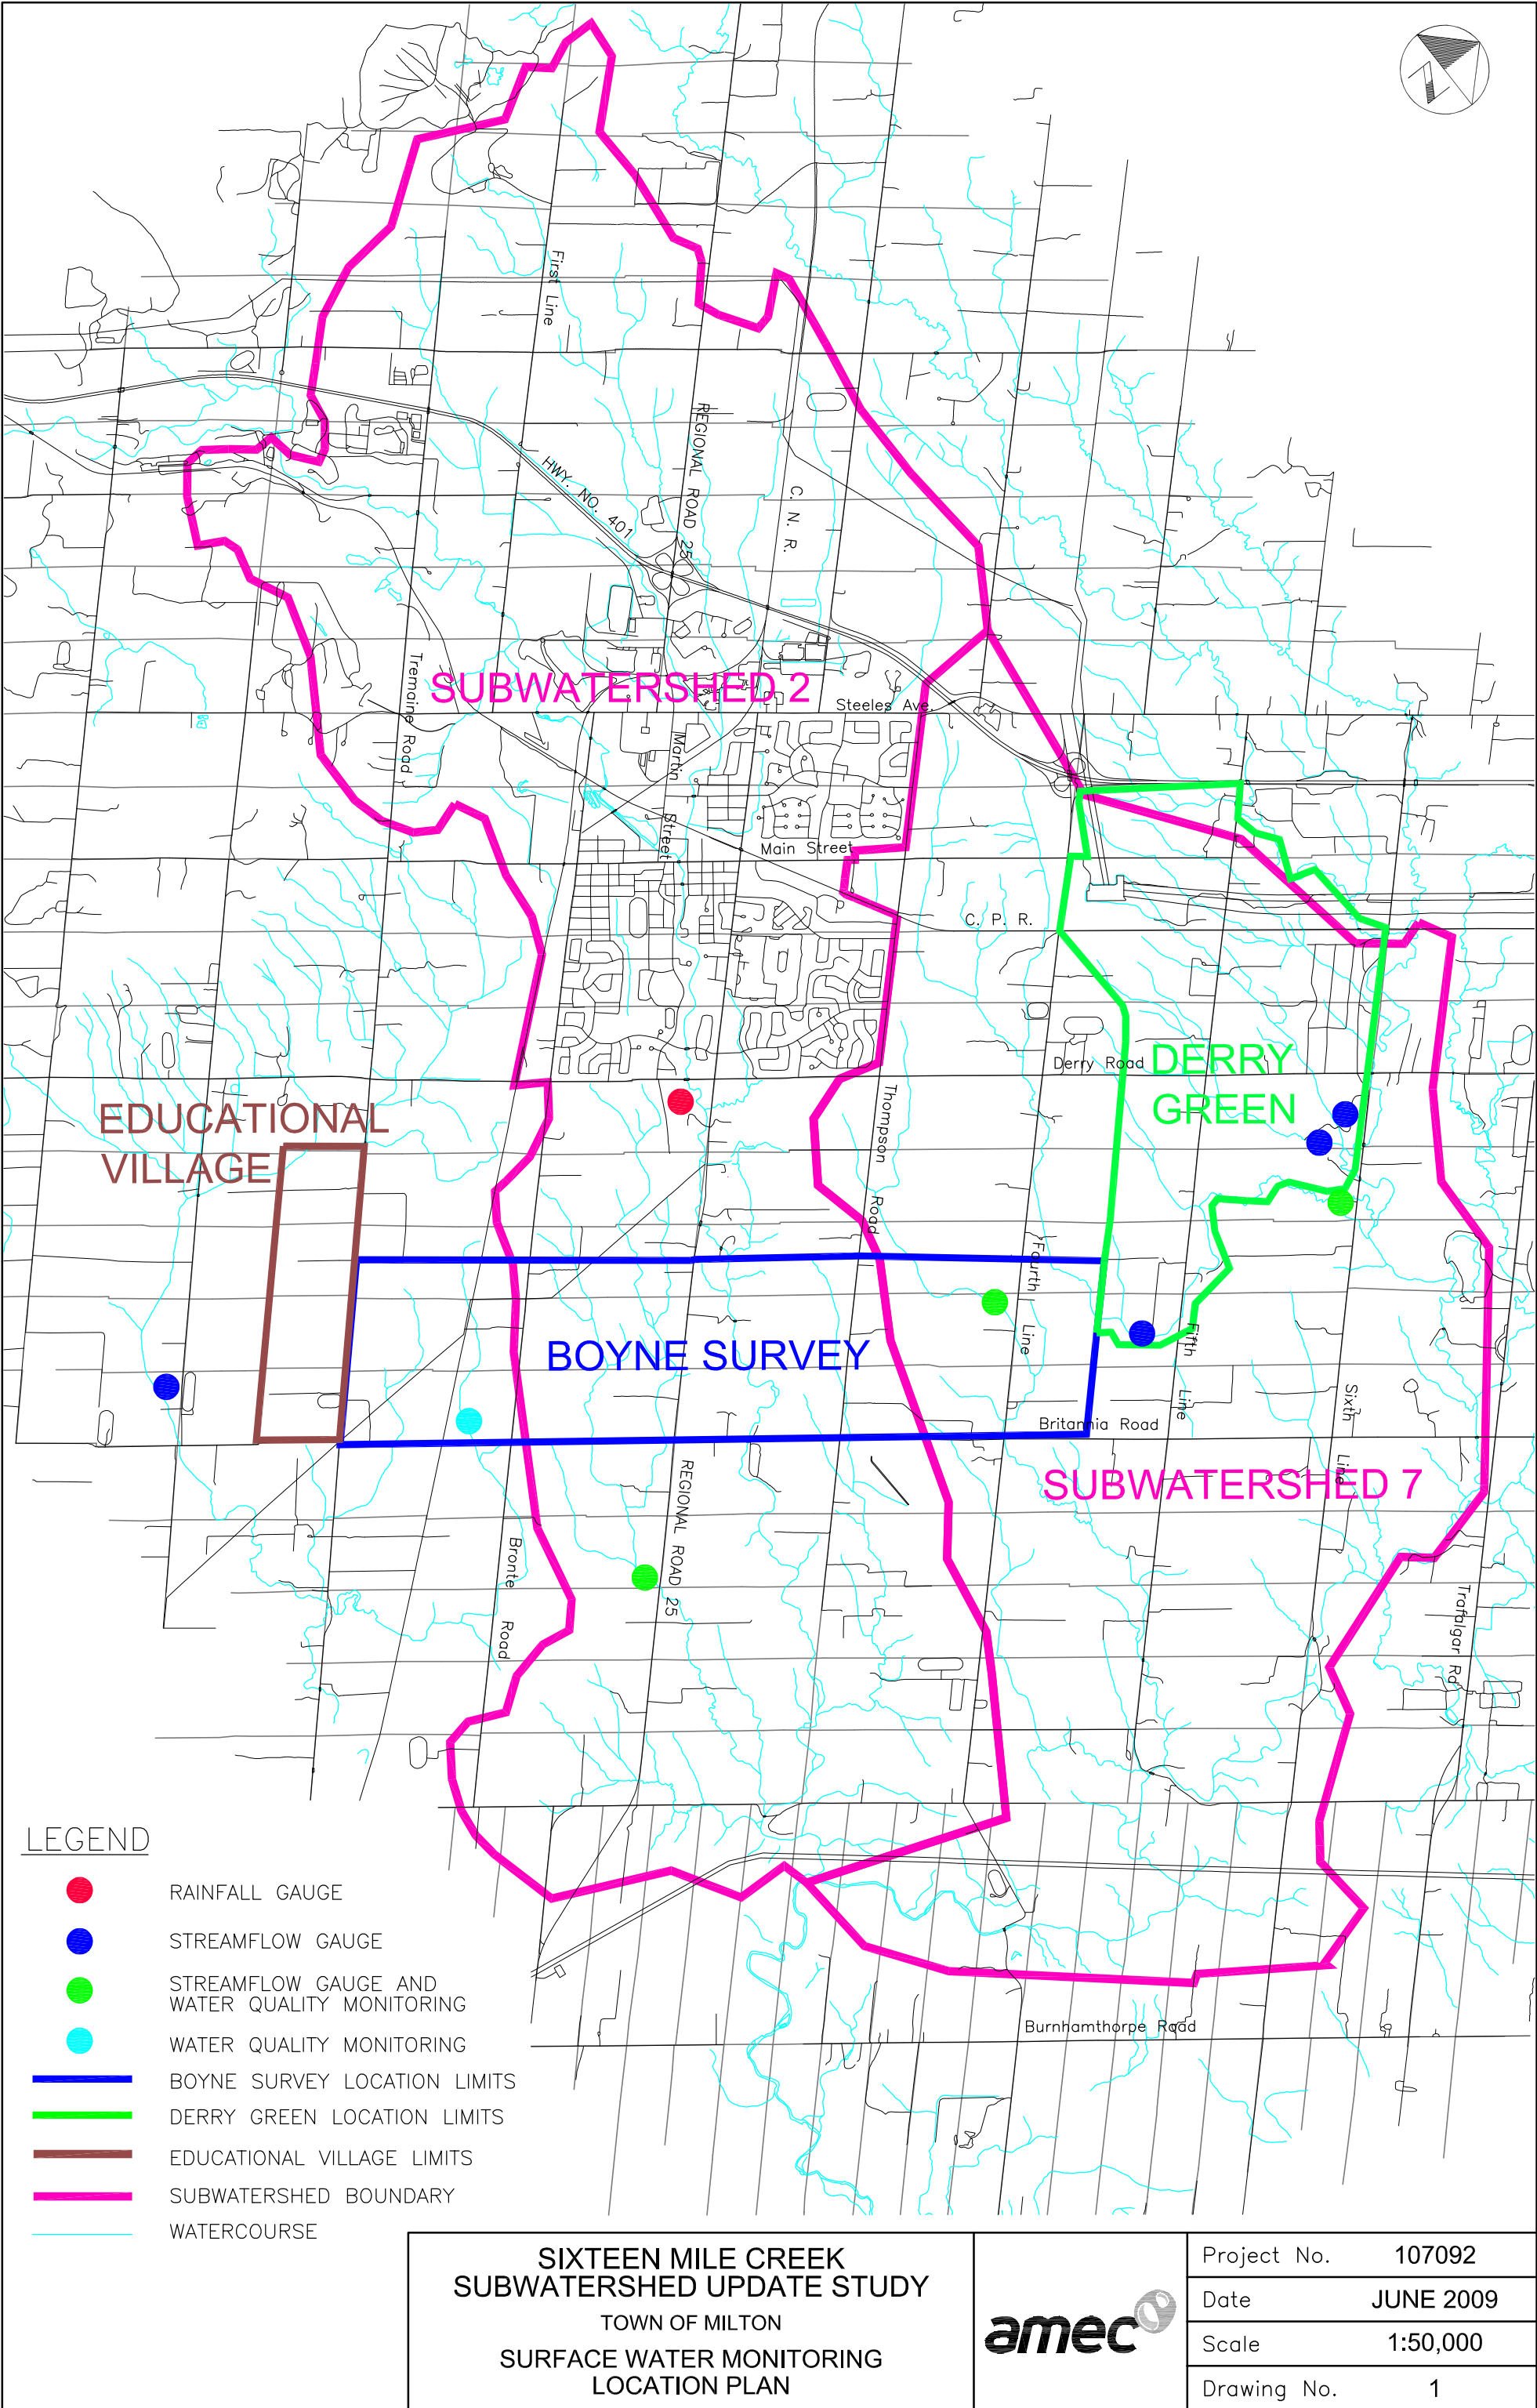 First Line
REGIONAL ROAD 25
HWY. NO. 401
C. N. R.
Tremaine Road
SUBWATERSHED 2
Steeles Ave.
Martin Street
Main Street
C. P. R.
Derry Road
DERRY
GREEN
EDUCATIONAL
VILLAGE
Thompson Road
Fourth Line
BOYNE SURVEY
Fifth Line
Sixth Line
Britannia Road
SUBWATERSHED 7
REGIONAL ROAD 25
Bronte Road
Trafalgar Rd
Burnhamthorpe Road
LEGEND
RAINFALL GAUGE
STREAMFLOW GAUGE
STREAMFLOW GAUGE AND
WATER QUALITY MONITORING
WATER QUALITY MONITORING
BOYNE SURVEY LOCATION LIMITS
DERRY GREEN LOCATION LIMITS
EDUCATIONAL VILLAGE LIMITS
SUBWATERSHED BOUNDARY
WATERCOURSE
SIXTEEN MILE CREEK
SUBWATERSHED UPDATE STUDY
TOWN OF MILTON
SURFACE WATER MONITORING
LOCATION PLAN
amec
Project No. 107092
Date JUNE 2009
Scale 1:50,000
Drawing No. 1